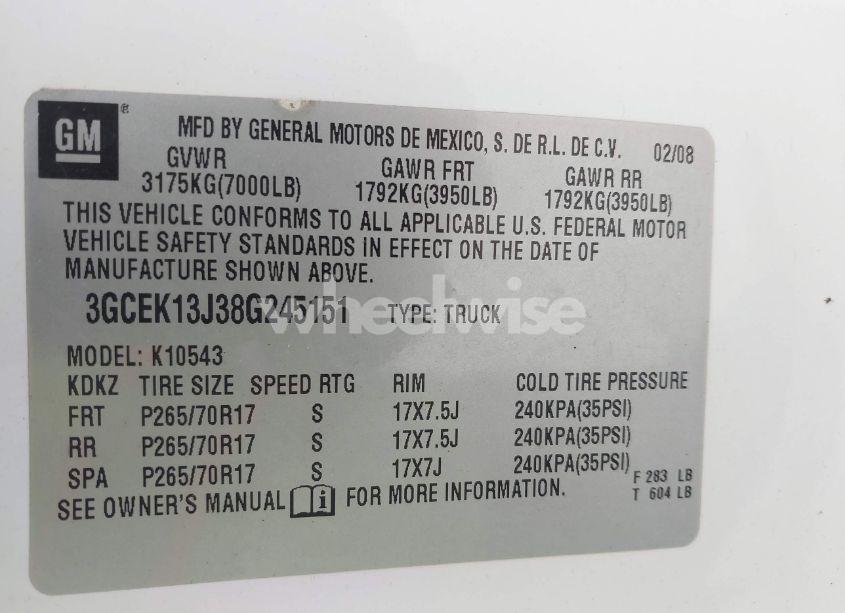 GM ® MFD BY GENERAL MOTORS DE MEXICO, S. DE R.L. DE C.V. 02/08
GVWR GAWR FRT GAWR RR
3175KG(7000LB) 1792KG(3950LB) 1792KG(3950LB)
THIS VEHICLE CONFORMS TO ALL APPLICABLE U.S. FEDERAL MOTOR
VEHICLE SAFETY STANDARDS IN EFFECT ON THE DATE OF
MANUFACTURE SHOWN ABOVE.
3GCEK13J38G245151 TYPE: TRUCK
wheelwise
MODEL: K10543
KDKZ TIRE SIZE SPEED RTG RIM COLD TIRE PRESSURE
FRT P265/70R17 S 17X7.5J 240KPA(35PSI)
RR P265/70R17 S 17X7.5J 240KPA(35PSI)
SPA P265/70R17 S 17X7J 240KPA(35PSI)
F 283 LB
SEE OWNER'S MANUAL i FOR MORE INFORMATION.
T 604 LB